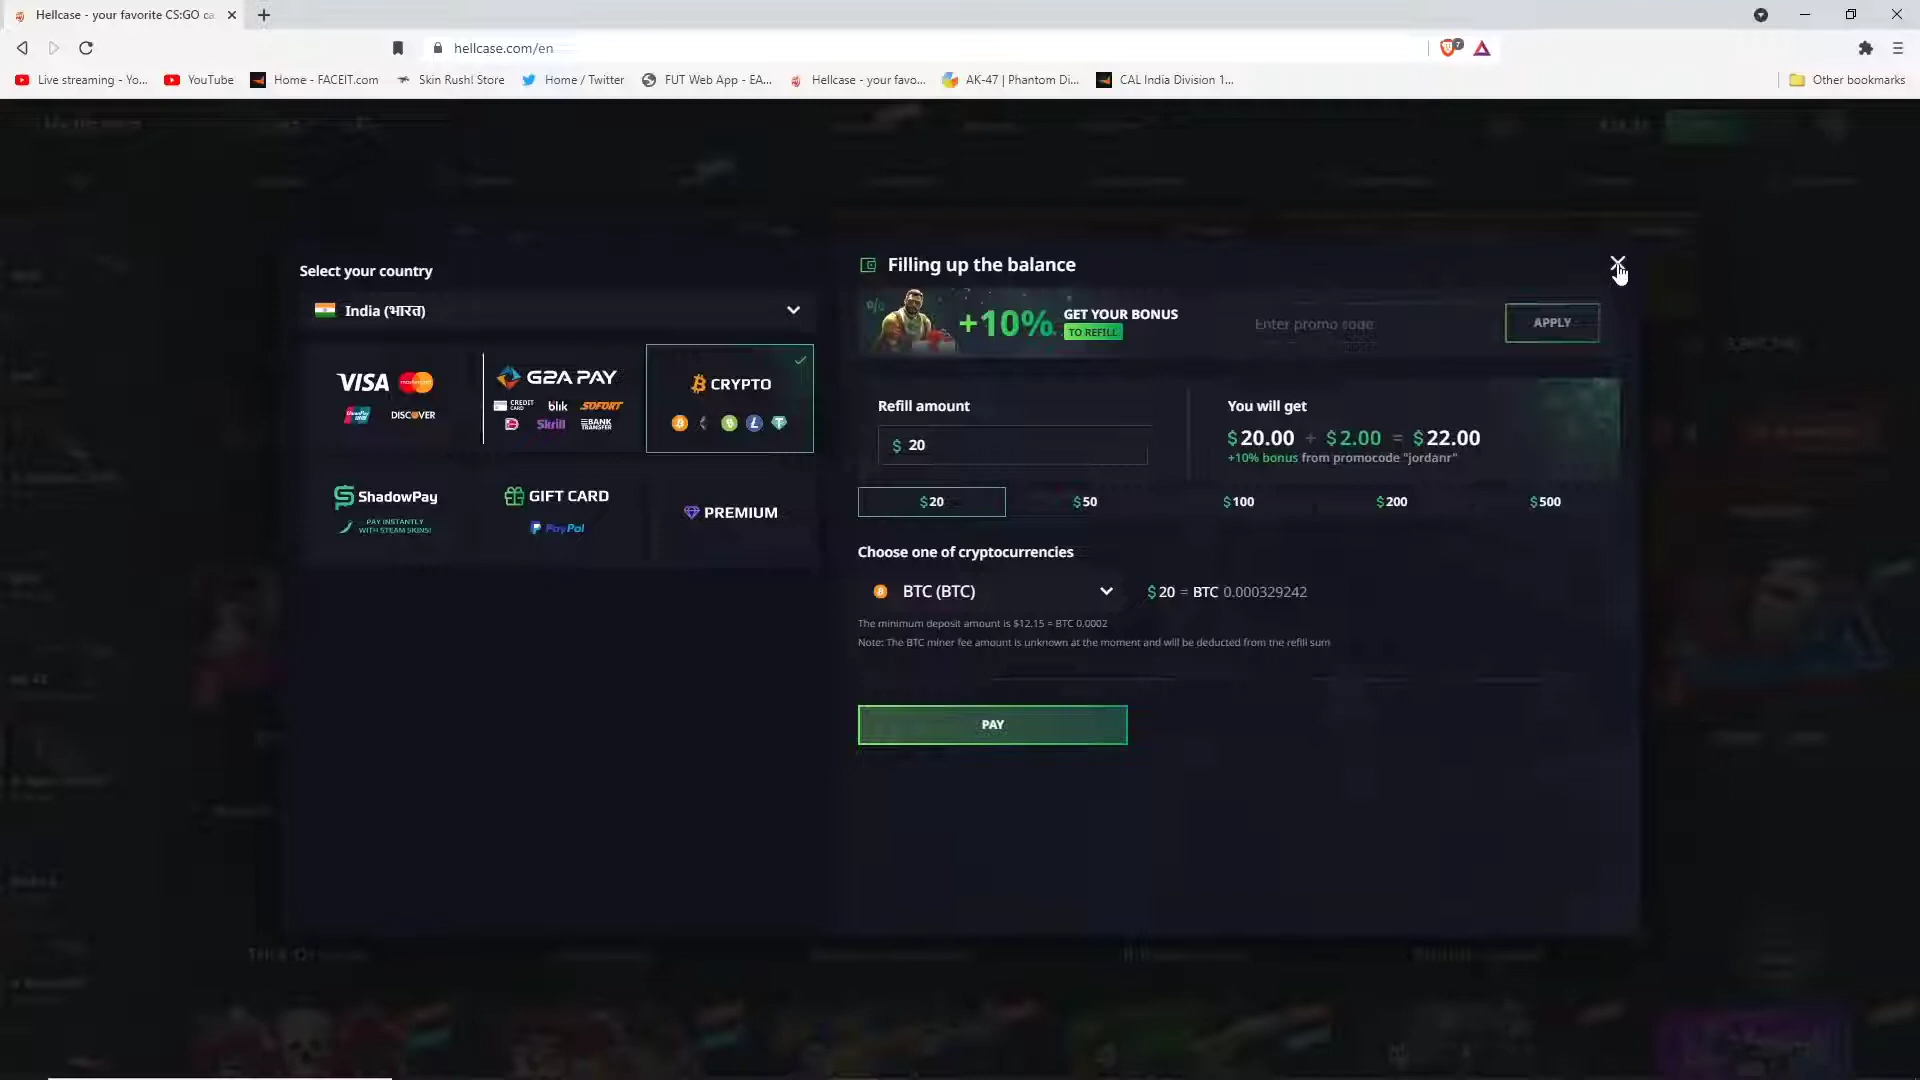 Hellcase - your favorite CS:GO ca
hellcase.com/en
7
Live streaming - Yo...
YouTube
Home - FACEIT.com
Skin Rush! Store
Home / Twitter
FUT Web App - EA...
Hellcase - your favo...
AK-47 | Phantom Di...
CAL India Division 1...
Other bookmarks
Select your country
India (भारत)
VISA
mastercard
UnionPay
DISCOVER
G2A PAY
CREDIT CARD
blik
SOFORT
Skrill
BANK TRANSFER
CRYPTO
ShadowPay
PAY INSTANTLY
WITH STEAM SKINS!
GIFT CARD
PayPal
PREMIUM
Filling up the balance
+10%
GET YOUR BONUS
TO REFILL
Enter promo code
APPLY
Refill amount
$ 20
You will get
$20.00 + $2.00 = $22.00
+10% bonus from promocode "jordanr"
$20
$50
$100
$200
$500
Choose one of cryptocurrencies
BTC (BTC)
$20 = BTC 0.000329242
The minimum deposit amount is $12.15 = BTC 0.0002
Note: The BTC miner fee amount is unknown at the moment and will be deducted from the refill sum
PAY